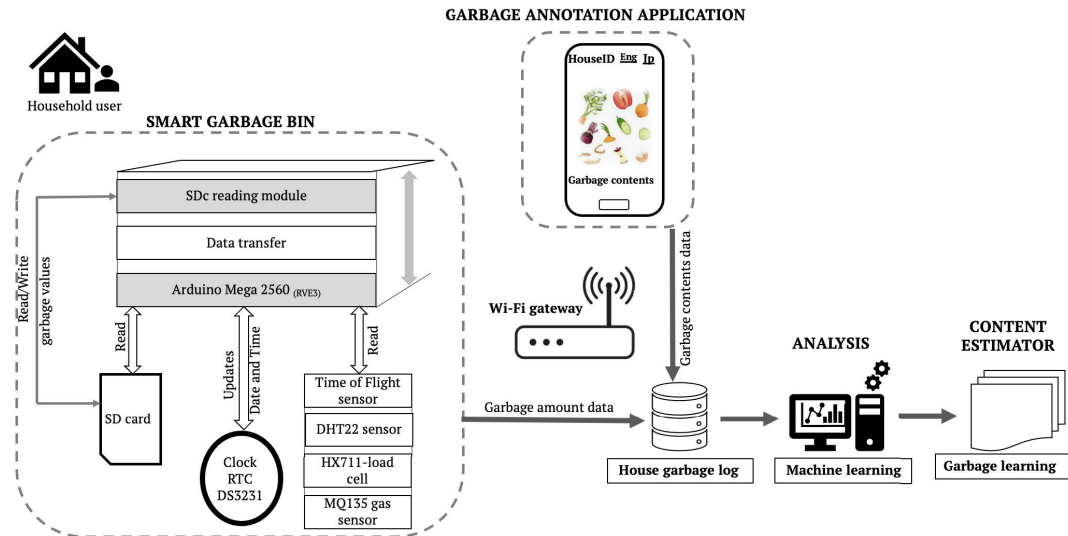 GARBAGE ANNOTATION APPLICATION
HouseID Eng Jp
Garbage contents
Household user
SMART GARBAGE BIN
SDc reading module
Data transfer
Arduino Mega 2560 (RVE3)
Read/Write
garbage values
Read
Updates
Date and Time
Read
SD card
Clock
RTC
DS3231
Time of Flight
sensor
DHT22 sensor
HX711-load
cell
MQ135 gas
sensor
Wi-Fi gateway
Garbage contents data
Garbage amount data
House garbage log
ANALYSIS
Machine learning
CONTENT
ESTIMATOR
Garbage learning